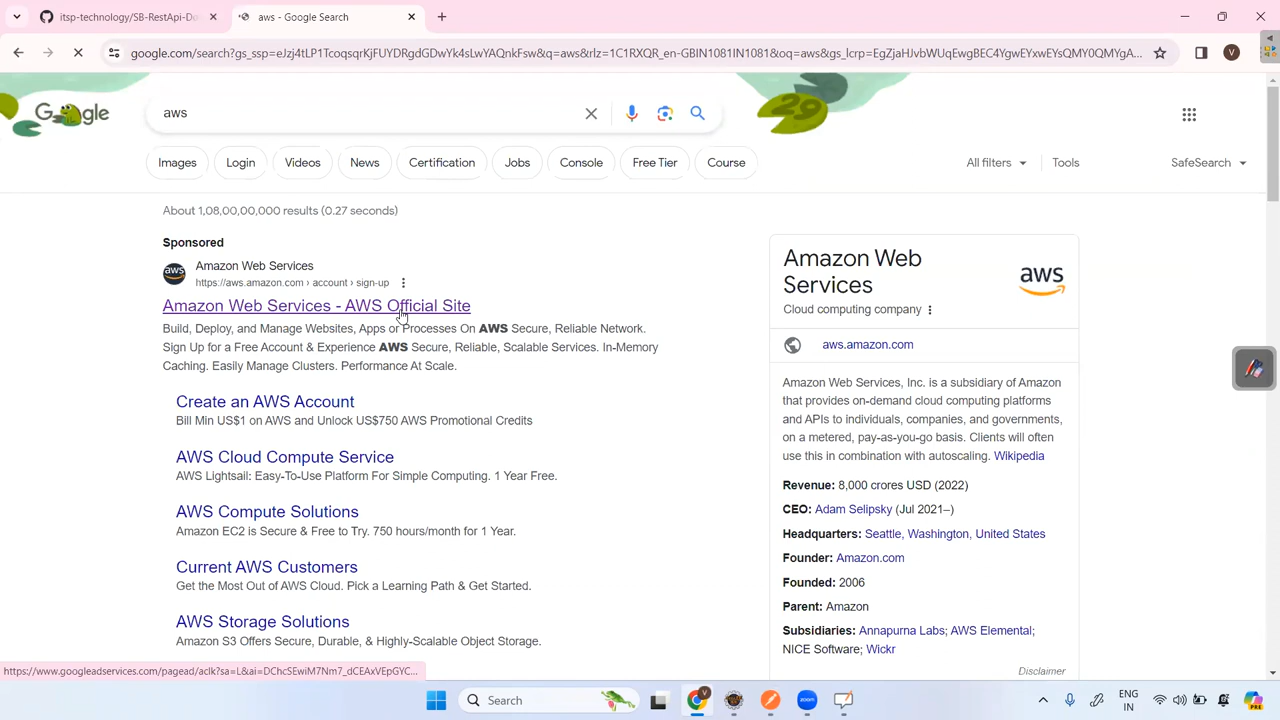 itsp-technology/SB-RestApi-Do
aws - Google Search
google.com/search?gs_ssp=eJzj4tLP1TcoqsqrKjFUYDRgdGDwYk4sLwYAQnkFsw&q=aws&rlz=1C1RXQR_en-GBIN1081IN1081&oq=aws&gs_lcrp=EgZjaHJvbWUqEwgBEC4YgwEYxwEYsQMY0QMYgA...
V
Google
aws
29
Images
Login
Videos
News
Certification
Jobs
Console
Free Tier
Course
All filters
Tools
SafeSearch
About 1,08,00,00,000 results (0.27 seconds)
Sponsored
aws
Amazon Web Services
https://aws.amazon.com › account › sign-up
Amazon Web Services - AWS Official Site
Build, Deploy, and Manage Websites, Apps or Processes On AWS Secure, Reliable Network.
Sign Up for a Free Account & Experience AWS Secure, Reliable, Scalable Services. In-Memory
Caching. Easily Manage Clusters. Performance At Scale.
Create an AWS Account
Bill Min US$1 on AWS and Unlock US$750 AWS Promotional Credits
AWS Cloud Compute Service
AWS Lightsail: Easy-To-Use Platform For Simple Computing. 1 Year Free.
AWS Compute Solutions
Amazon EC2 is Secure & Free to Try. 750 hours/month for 1 Year.
Current AWS Customers
Get the Most Out of AWS Cloud. Pick a Learning Path & Get Started.
AWS Storage Solutions
Amazon S3 Offers Secure, Durable, & Highly-Scalable Object Storage.
Amazon Web
Services
aws
Cloud computing company
aws.amazon.com
Amazon Web Services, Inc. is a subsidiary of Amazon
that provides on-demand cloud computing platforms
and APIs to individuals, companies, and governments,
on a metered, pay-as-you-go basis. Clients will often
use this in combination with autoscaling. Wikipedia
Revenue: 8,000 crores USD (2022)
CEO: Adam Selipsky (Jul 2021–)
Headquarters: Seattle, Washington, United States
Founder: Amazon.com
Founded: 2006
Parent: Amazon
Subsidiaries: Annapurna Labs; AWS Elemental;
NICE Software; Wickr
Disclaimer
https://www.googleadservices.com/pagead/aclk?sa=L&ai=DChcSEwiM7Nm7_dCEAxVEpGYC...
Search
V
zoom
ENG
IN
PRE